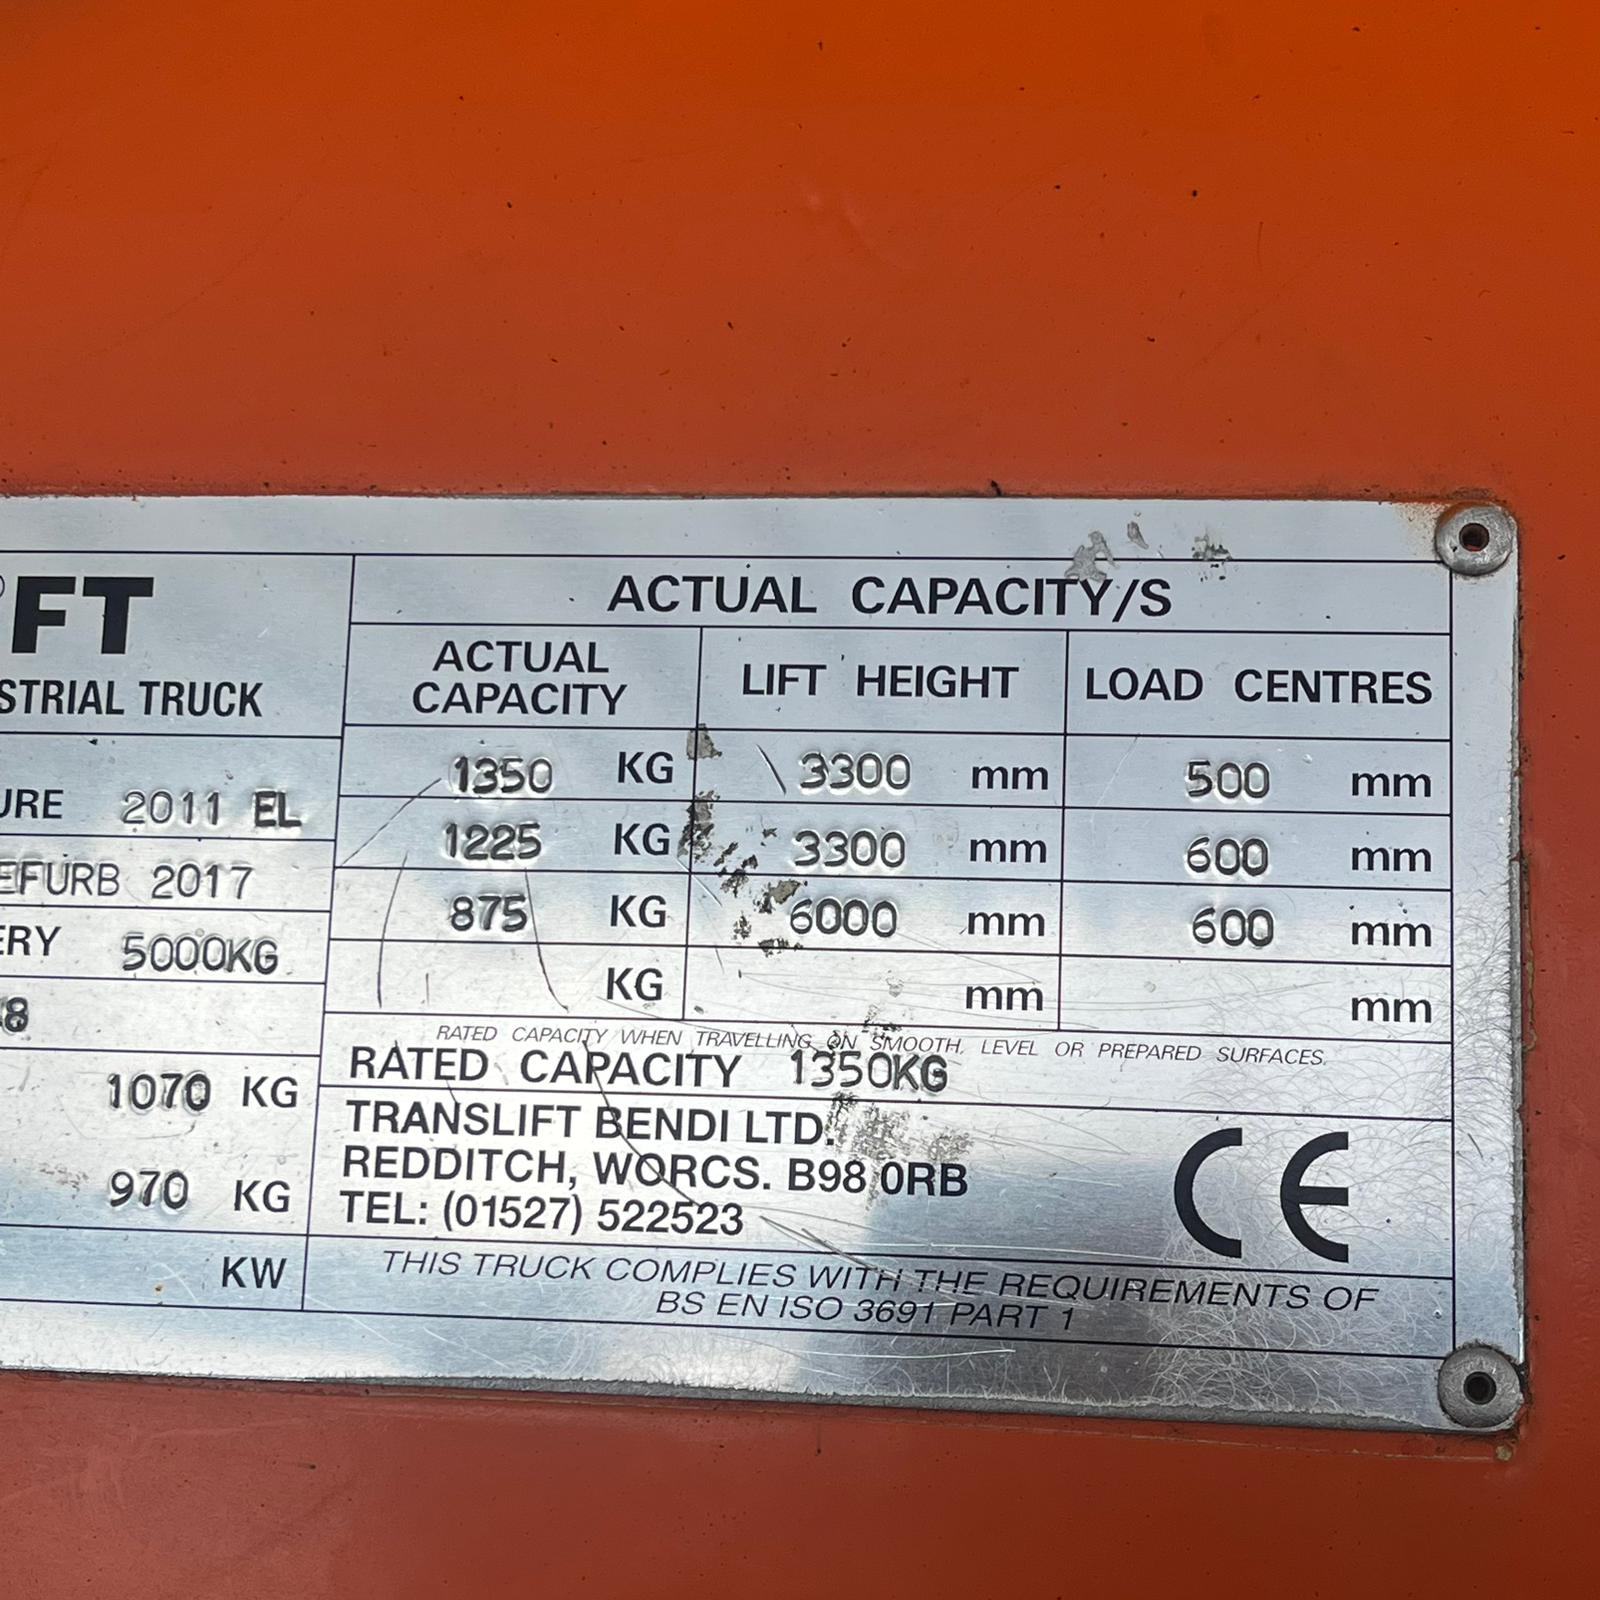 FT
STRIAL TRUCK
URE 2011 EL
EFURB 2017
ERY 5000KG
8
1070 KG
970 KG
KW
ACTUAL CAPACITY/S
ACTUAL CAPACITY LIFT HEIGHT LOAD CENTRES
1350 KG 3300 mm 500 mm
1225 KG 3300 mm 600 mm
875 KG 6000 mm 600 mm
KG mm mm
RATED CAPACITY WHEN TRAVELLING ON SMOOTH, LEVEL OR PREPARED SURFACES.
RATED CAPACITY 1350KG
TRANSLIFT BENDI LTD.
REDDITCH, WORCS. B98 0RB
TEL: (01527) 522523
CE
THIS TRUCK COMPLIES WITH THE REQUIREMENTS OF
BS EN ISO 3691 PART 1